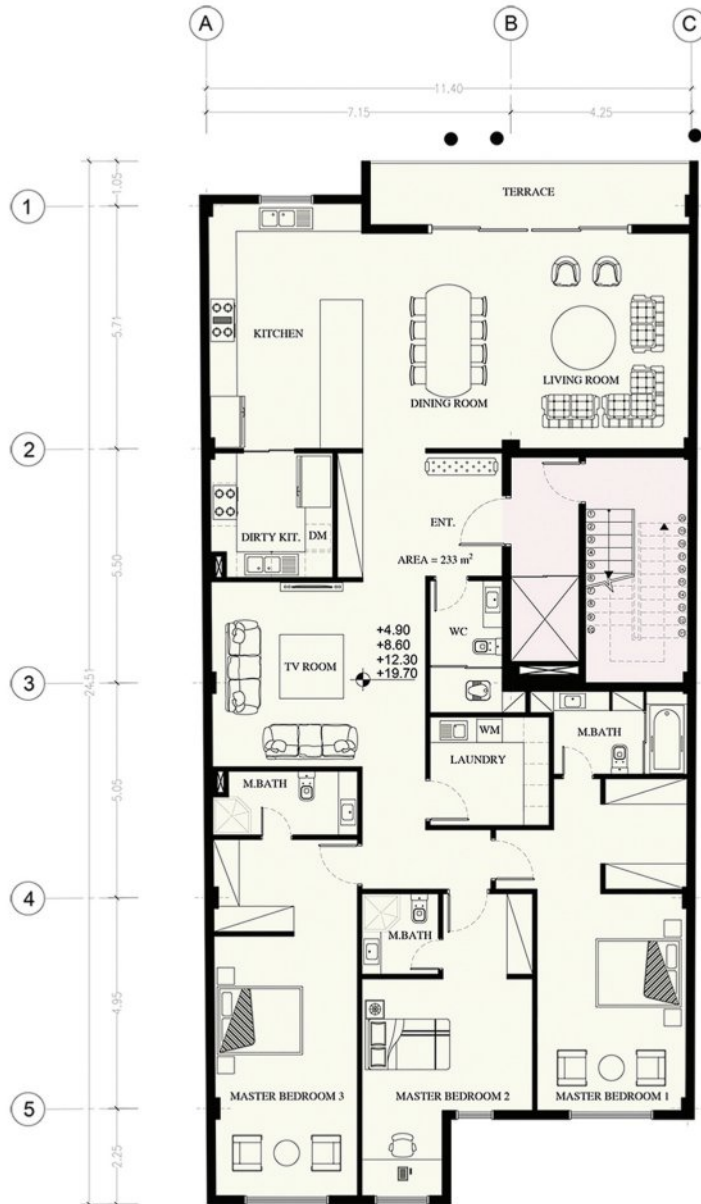 A
B
C
11.40
7.15
4.25
1.05
TERRACE
1
5.71
KITCHEN
LIVING ROOM
DINING ROOM
2
DIRTY KIT.
DM
ENT.
AREA = 233 m²
5.50
24.51
WC
+4.90
+8.60
+12.30
+19.70
TV ROOM
3
WM
LAUNDRY
M.BATH
M.BATH
5.05
4
M.BATH
4.95
MASTER BEDROOM 3
MASTER BEDROOM 2
MASTER BEDROOM 1
5
2.25